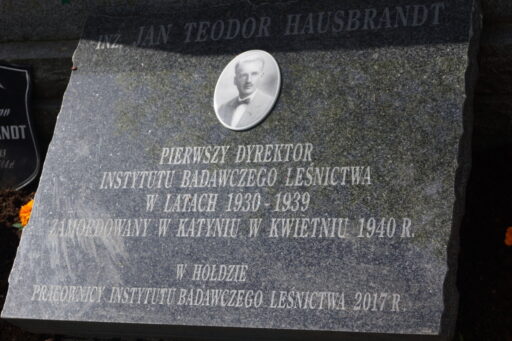 INŻ. JAN TEODOR HAUSBRANDT
PIERWSZY DYREKTOR
INSTYTUTU BADAWCZEGO LEŚNICTWA
W LATACH 1930 - 1939
ZAMORDOWANY W KATYNIU W KWIETNIU 1940 R.
W HOŁDZIE
PRACOWNICY INSTYTUTU BADAWCZEGO LEŚNICTWA 2017 R.